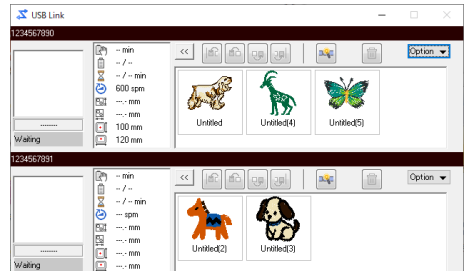 USB Link
1234567890
-- min
-- / --
-- / -- min
600 spm
---.- mm
---.- mm
100 mm
120 mm
--------
Waiting
<<
Option
Untitled
Untitled(4)
Untitled(5)
1234567891
-- min
-- / --
-- / -- min
--- spm
---.- mm
---.- mm
---.- mm
---.- mm
--------
Waiting
<<
Option
Untitled(2)
Untitled(3)